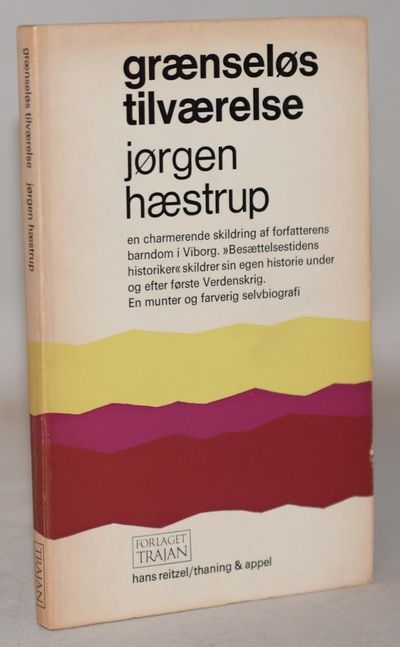 grænseløs tilværelse jørgen hæstrup
TRAJAN
grænseløs
tilværelse
jørgen
hæstrup
en charmerende skildring af forfatterens
barndom i Viborg. »Besættelsestidens
historiker« skildrer sin egen historie under
og efter første Verdenskrig.
En munter og farverig selvbiografi
FORLAGET
TRAJAN
hans reitzel/thaning & appel